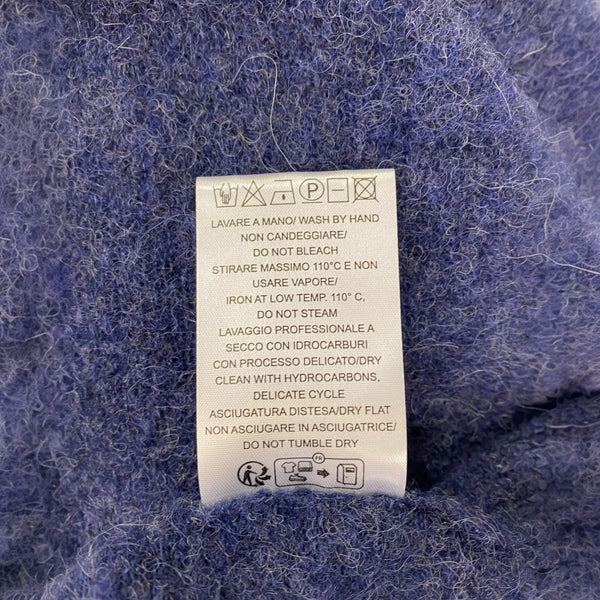 P
LAVARE A MANO/ WASH BY HAND
NON CANDEGGIARE/
DO NOT BLEACH
STIRARE MASSIMO 110°C E NON
USARE VAPORE/
IRON AT LOW TEMP. 110° C,
DO NOT STEAM
LAVAGGIO PROFESSIONALE A
SECCO CON IDROCARBURI
CON PROCESSO DELICATO/DRY
CLEAN WITH HYDROCARBONS,
DELICATE CYCLE
ASCIUGATURA DISTESA/DRY FLAT
NON ASCIUGARE IN ASCIUGATRICE/
DO NOT TUMBLE DRY
FR